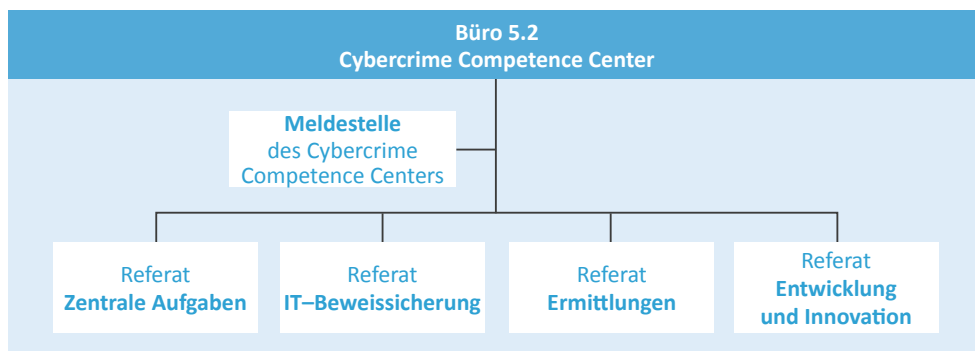 Büro 5.2
Cybercrime Competence Center
Meldestelle
des Cybercrime
Competence Centers
Referat
Zentrale Aufgaben
Referat
IT–Beweissicherung
Referat
Ermittlungen
Referat
Entwicklung
und Innovation